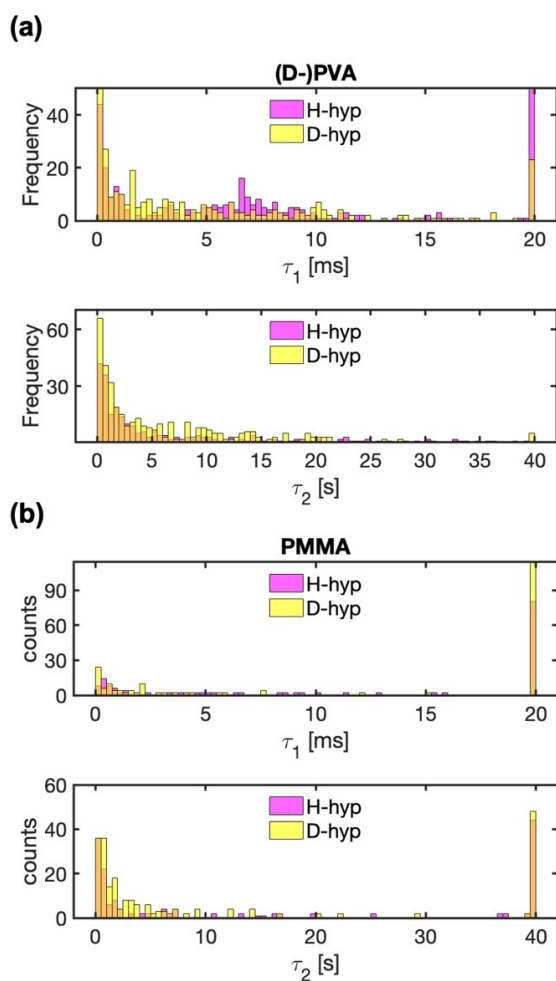 (a)
(D-)PVA
Frequency
40
20
0
H-hyp
D-hyp
0 5 10 15 20
τ1 [ms]
Frequency
60
30
H-hyp
D-hyp
0 5 10 15 20 25 30 35 40
τ2 [s]
(b)
PMMA
counts
90
60
30
0
H-hyp
D-hyp
0 5 10 15 20
τ1 [ms]
counts
60
40
20
0
H-hyp
D-hyp
0 10 20 30 40
τ2 [s]